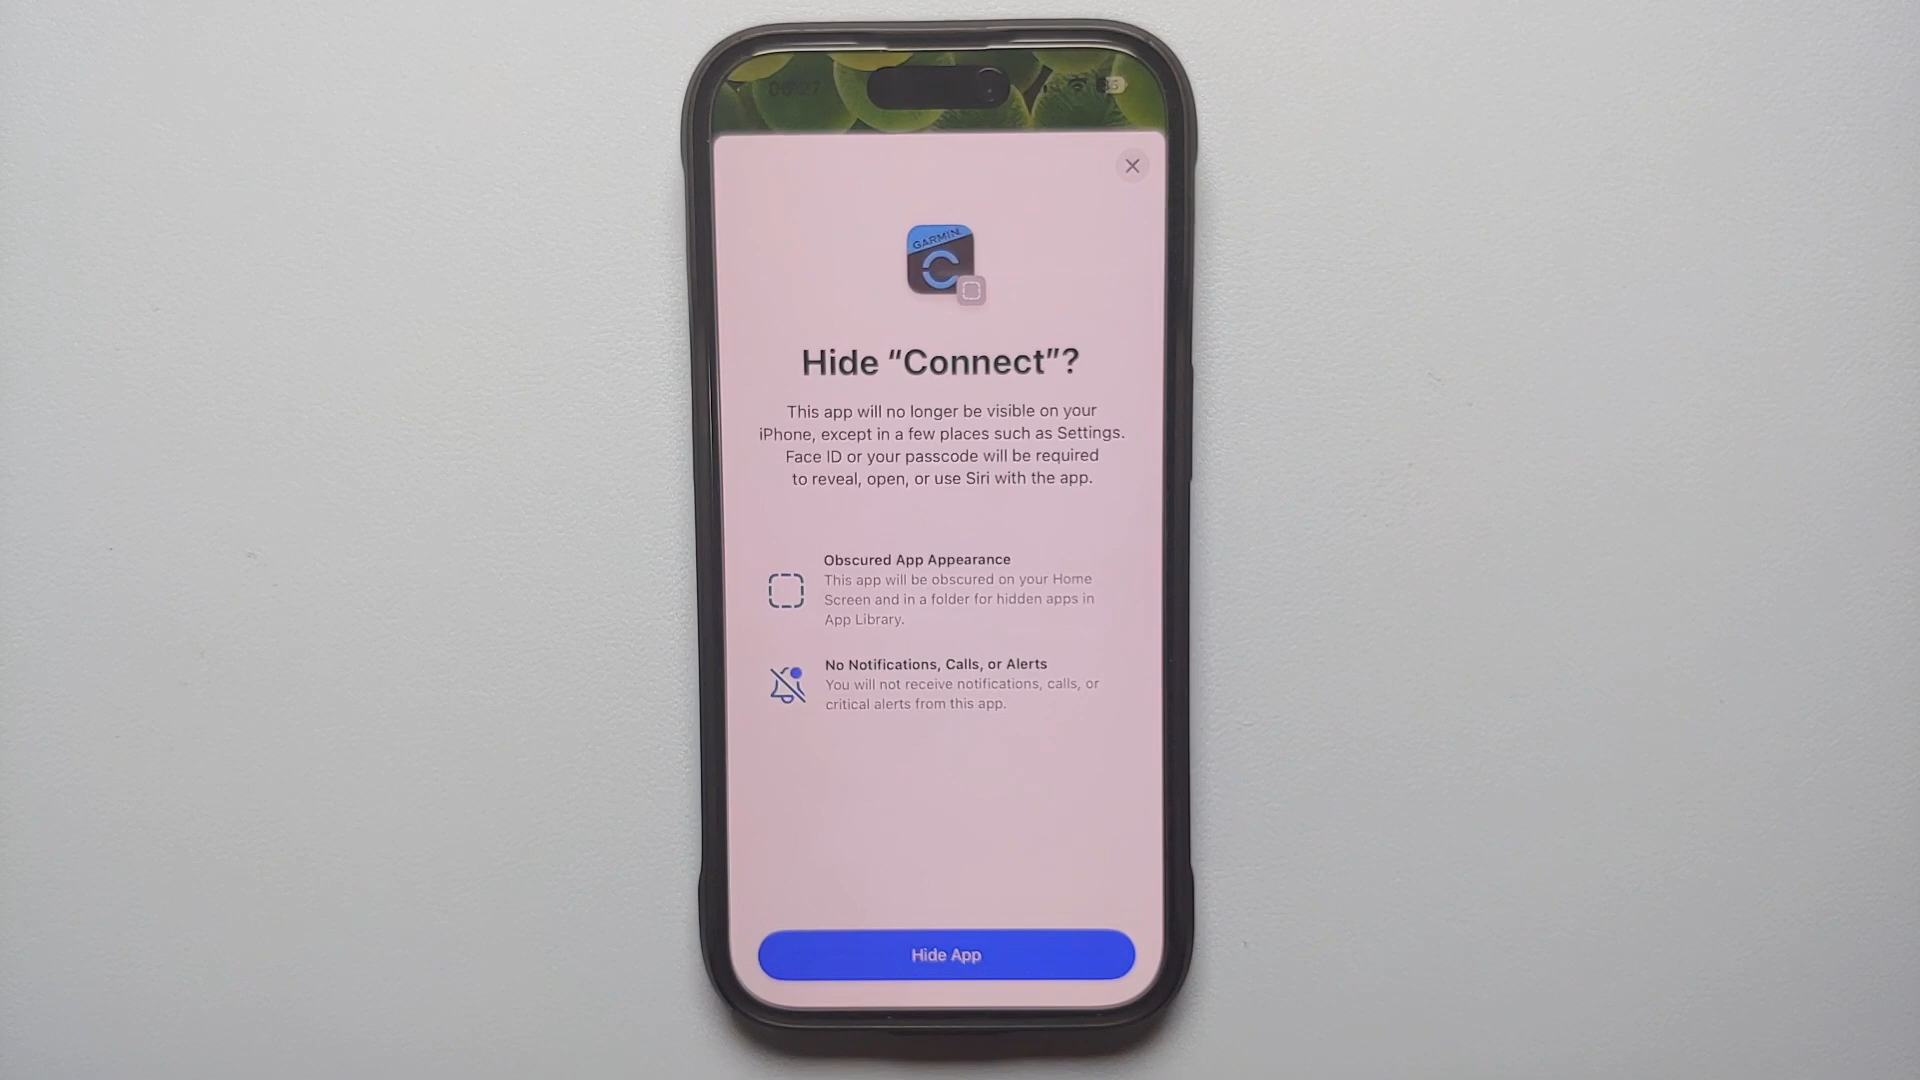 GARMIN
Hide “Connect”?
This app will no longer be visible on your
iPhone, except in a few places such as Settings.
Face ID or your passcode will be required
to reveal, open, or use Siri with the app.
Obscured App Appearance
This app will be obscured on your Home
Screen and in a folder for hidden apps in
App Library.
No Notifications, Calls, or Alerts
You will not receive notifications, calls, or
critical alerts from this app.
Hide App